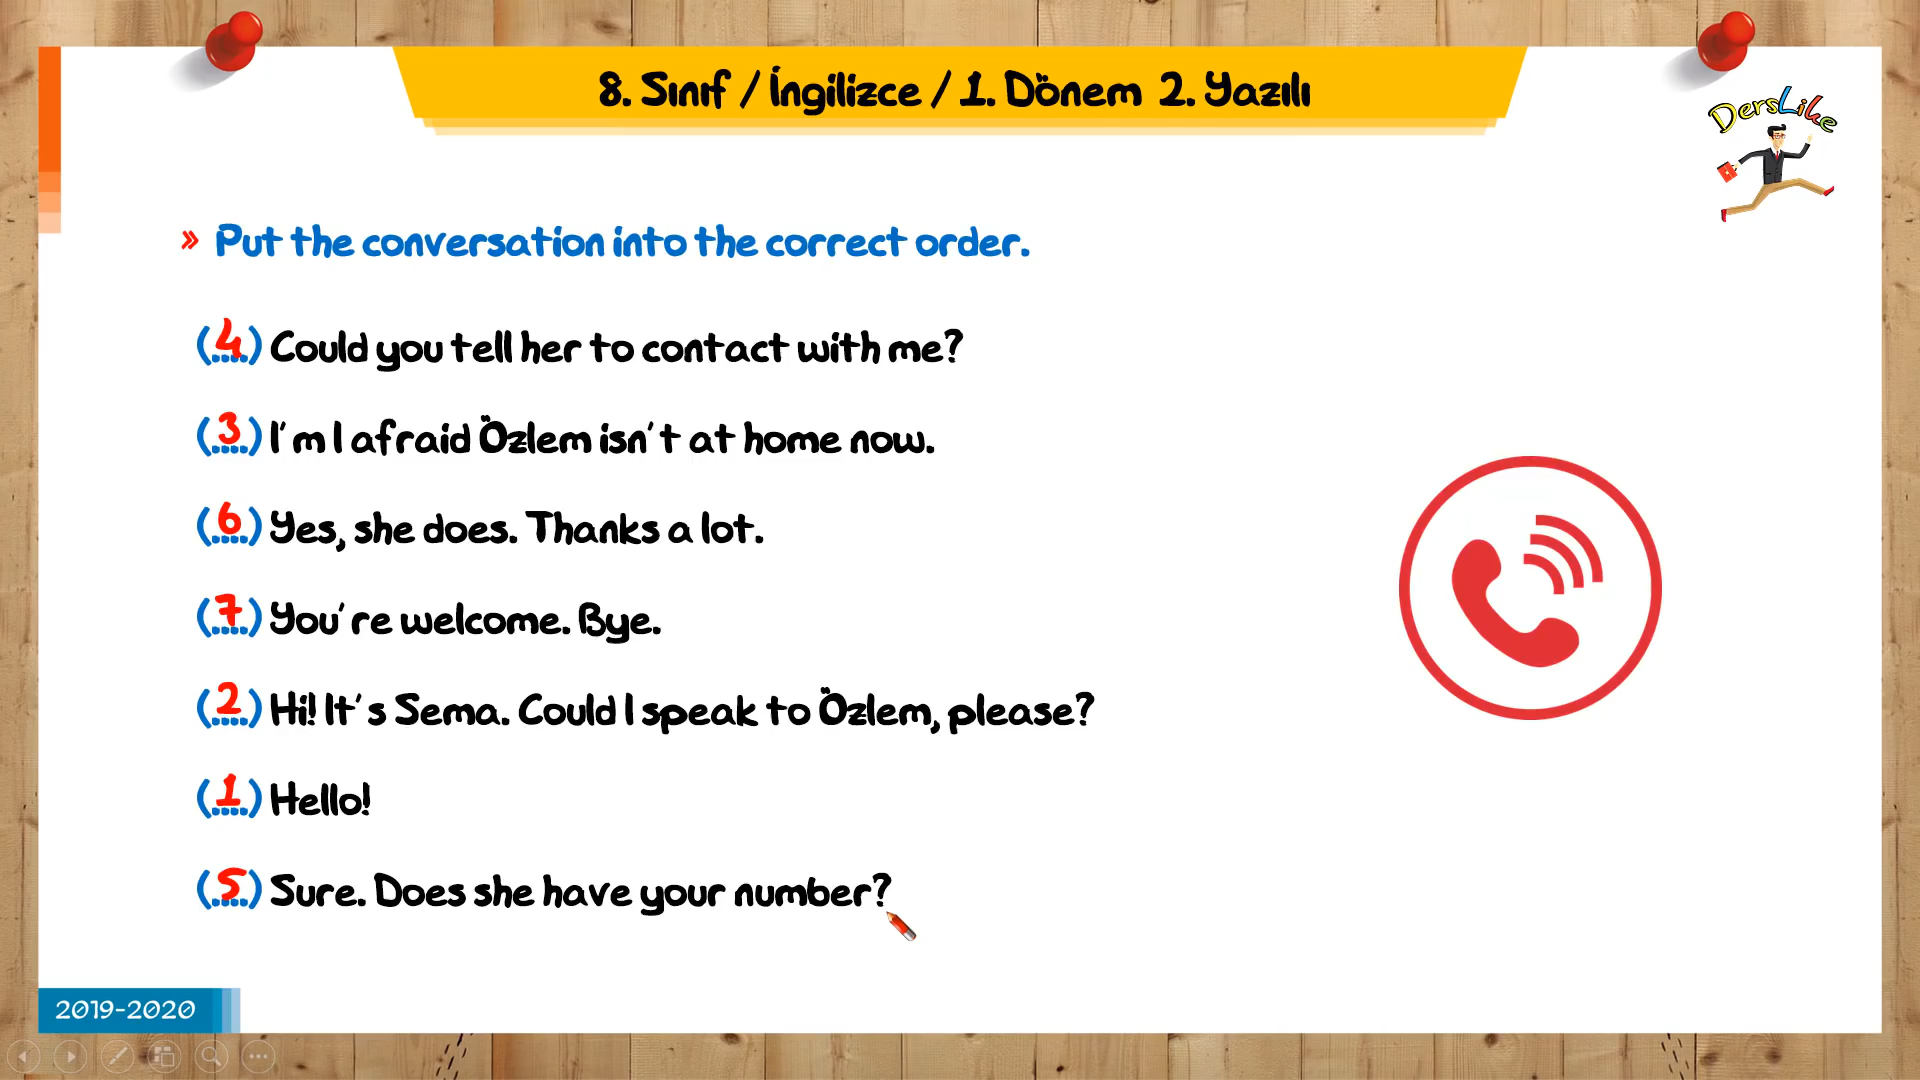 8. Sınıf / İngilizce / 1. Dönem 2. Yazılı
DersLike
» Put the conversation into the correct order.
(4) Could you tell her to contact with me?
(3) I'm I afraid Özlem isn't at home now.
(6) Yes, she does. Thanks a lot.
(7) You're welcome. Bye.
(2) Hi! It's Sema. Could I speak to Özlem, please?
(1) Hello!
(5) Sure. Does she have your number?
2019-2020